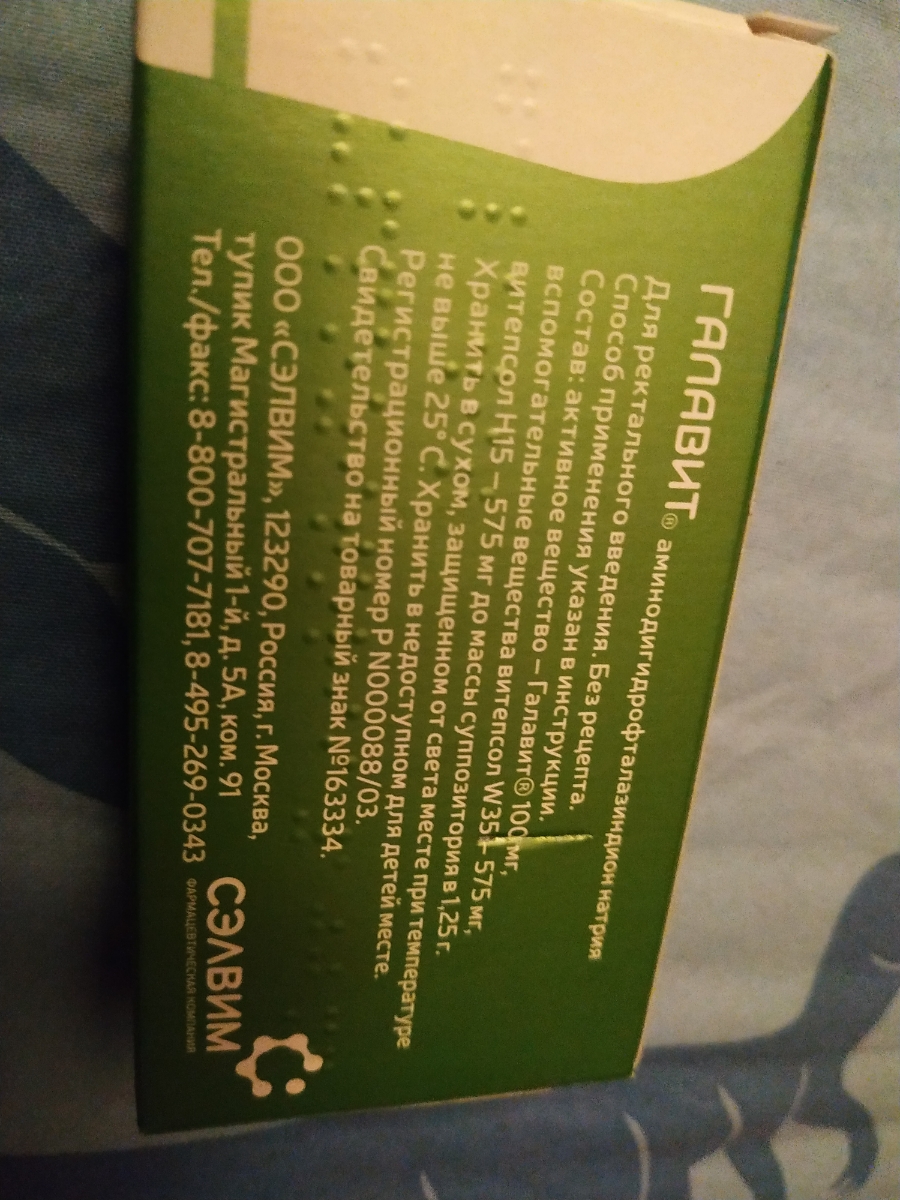 ГАЛАВИТ® аминодигидрофталазиндион натрия
Для ректального введения. Без рецепта.
Способ применения указан в инструкции.
Состав: активное вещество – Галавит® 100 мг,
вспомогательные вещества витепсол W35 – 575 мг,
витепсол H15 – 575 мг до массы суппозитория в 1,25 г.
Хранить в сухом, защищенном от света месте при температуре
не выше 25°С. Хранить в недоступном для детей месте.
Регистрационный номер Р N000088/03.
Свидетельство на товарный знак №163334.
ООО «СЭЛВИМ», 123290, Россия, г. Москва,
тупик Магистральный 1-й, д. 5А, ком. 91
Тел./факс: 8-800-707-7181, 8-495-269-0343
СЭЛВИМ
ФАРМАЦЕВТИЧЕСКАЯ КОМПАНИЯ